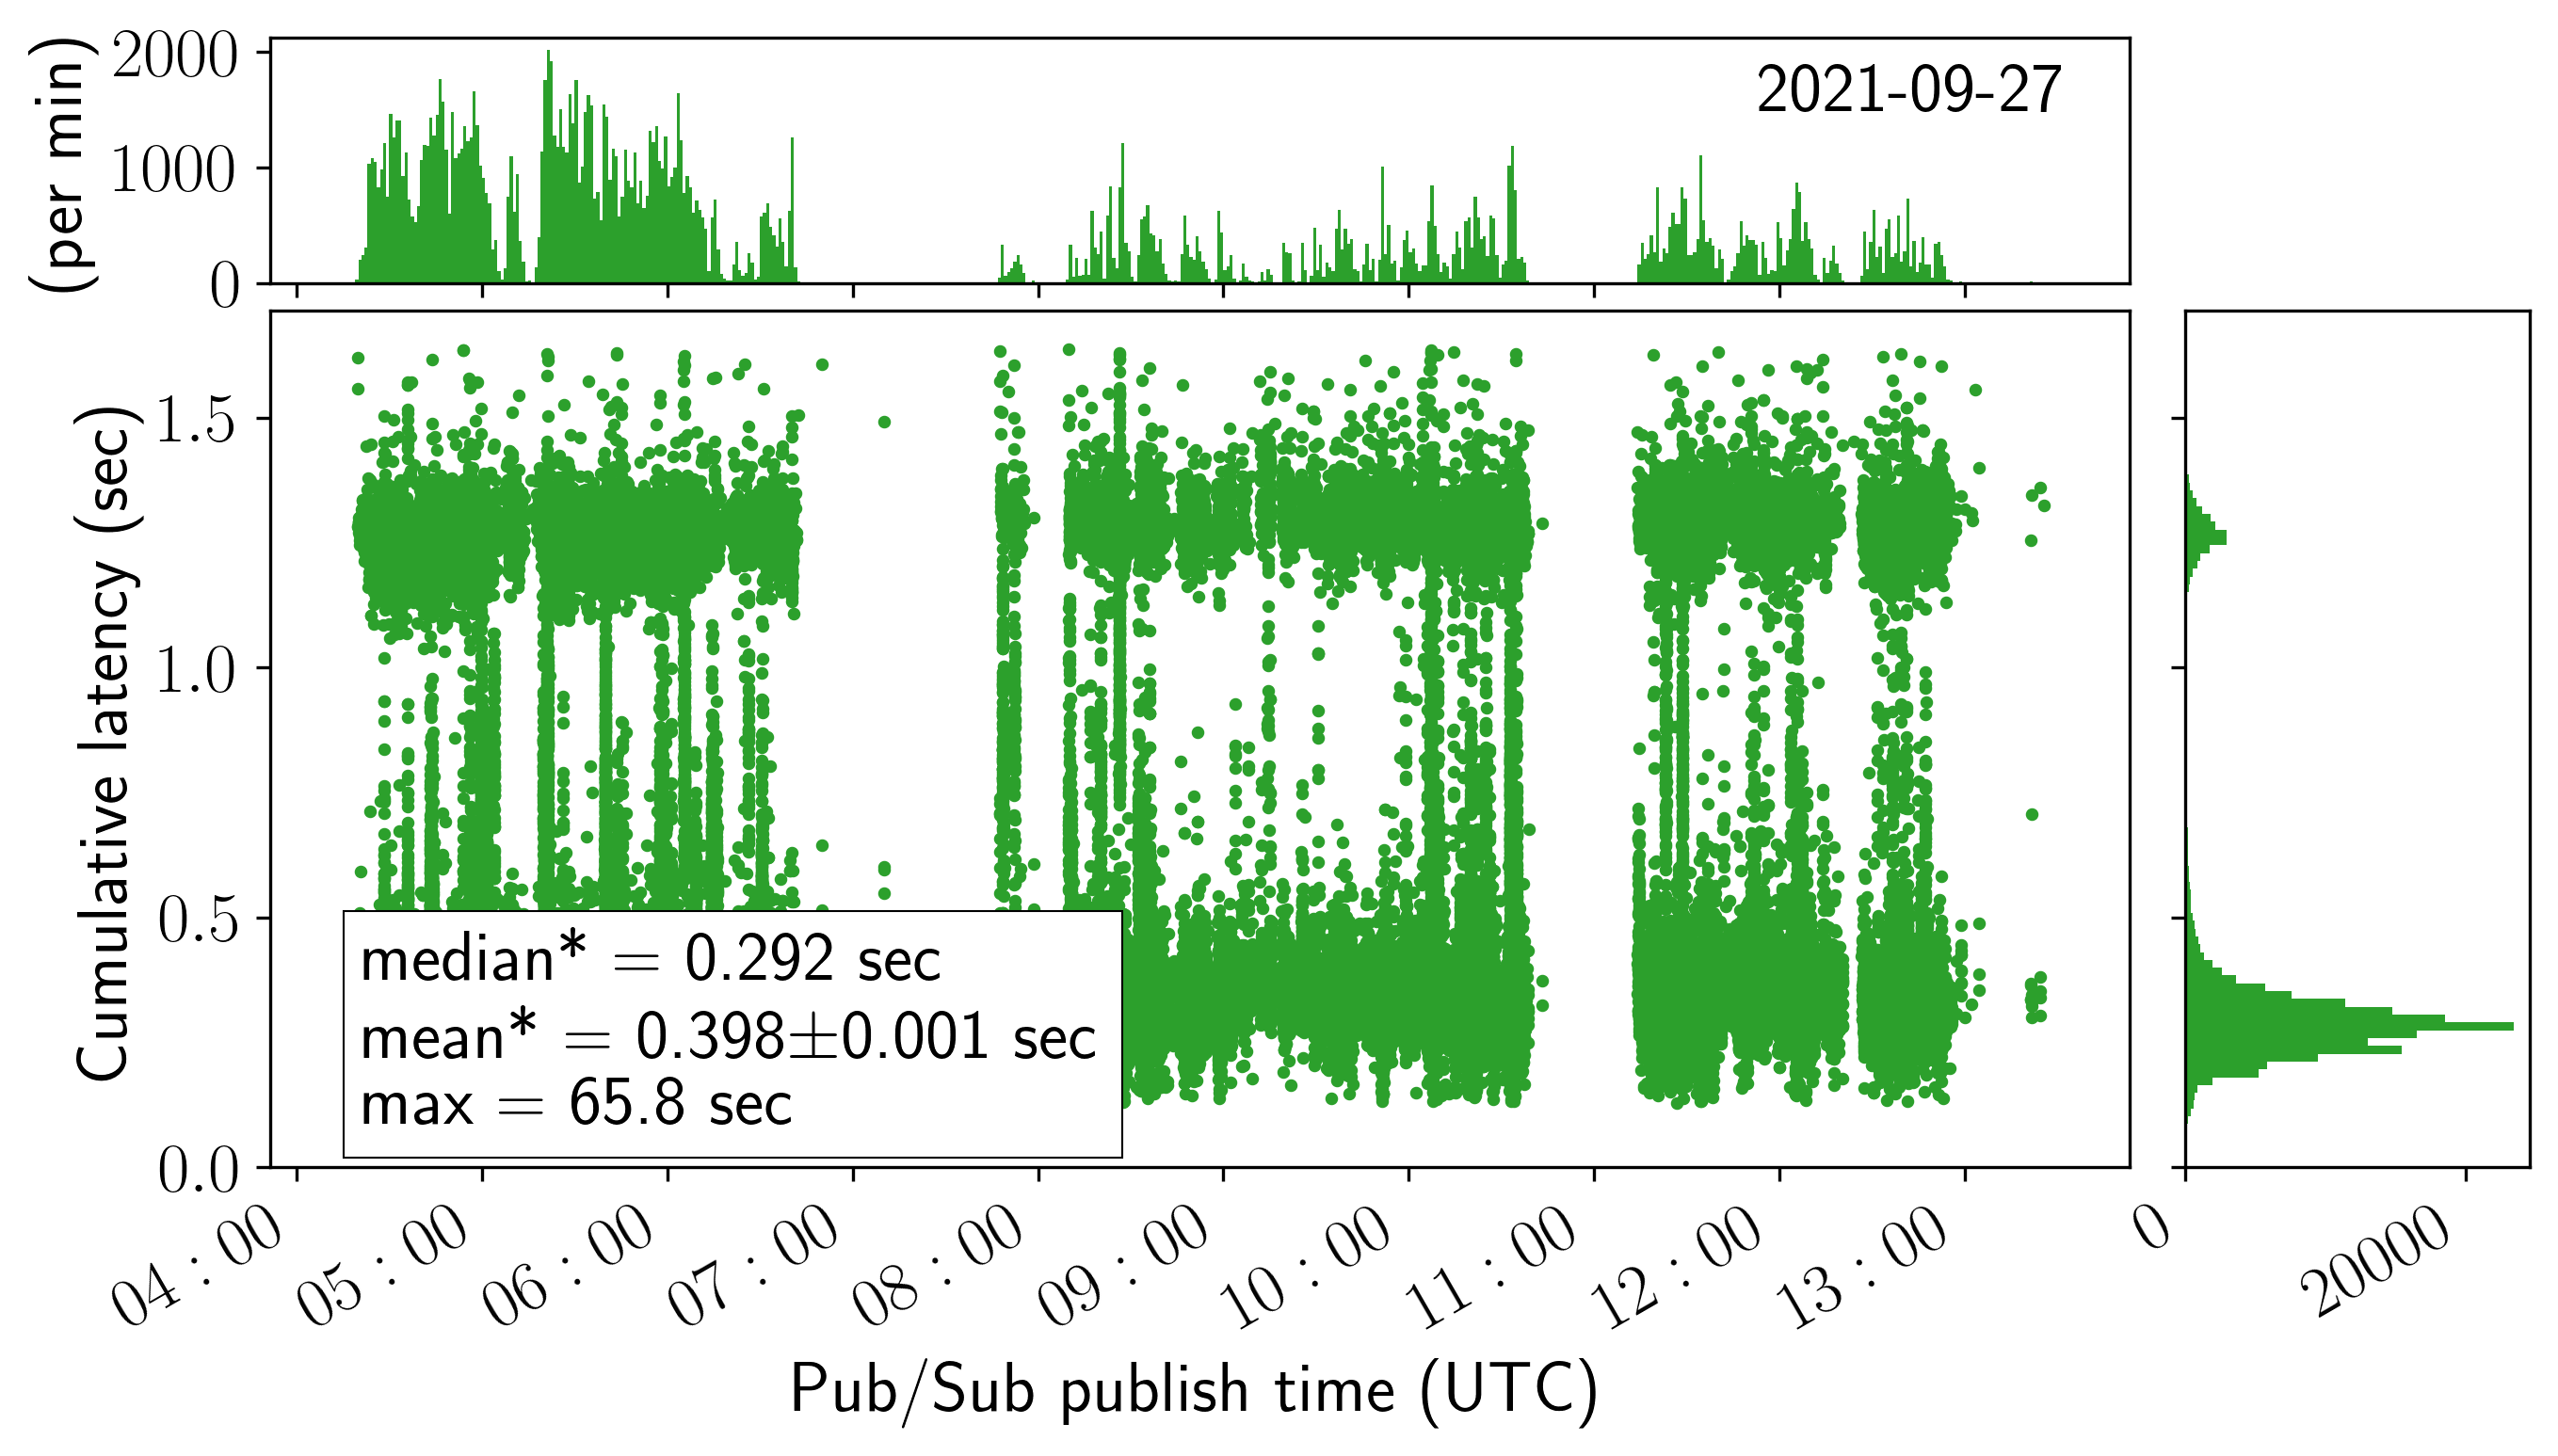 (per min)
2000
1000
0
2021-09-27
Cumulative latency (sec)
1.5
1.0
0.5
0.0
median* = 0.292 sec
mean* = 0.398±0.001 sec
max = 65.8 sec
04 : 00
05 : 00
06 : 00
07 : 00
08 : 00
09 : 00
10 : 00
11 : 00
12 : 00
13 : 00
0
20000
Pub/Sub publish time (UTC)